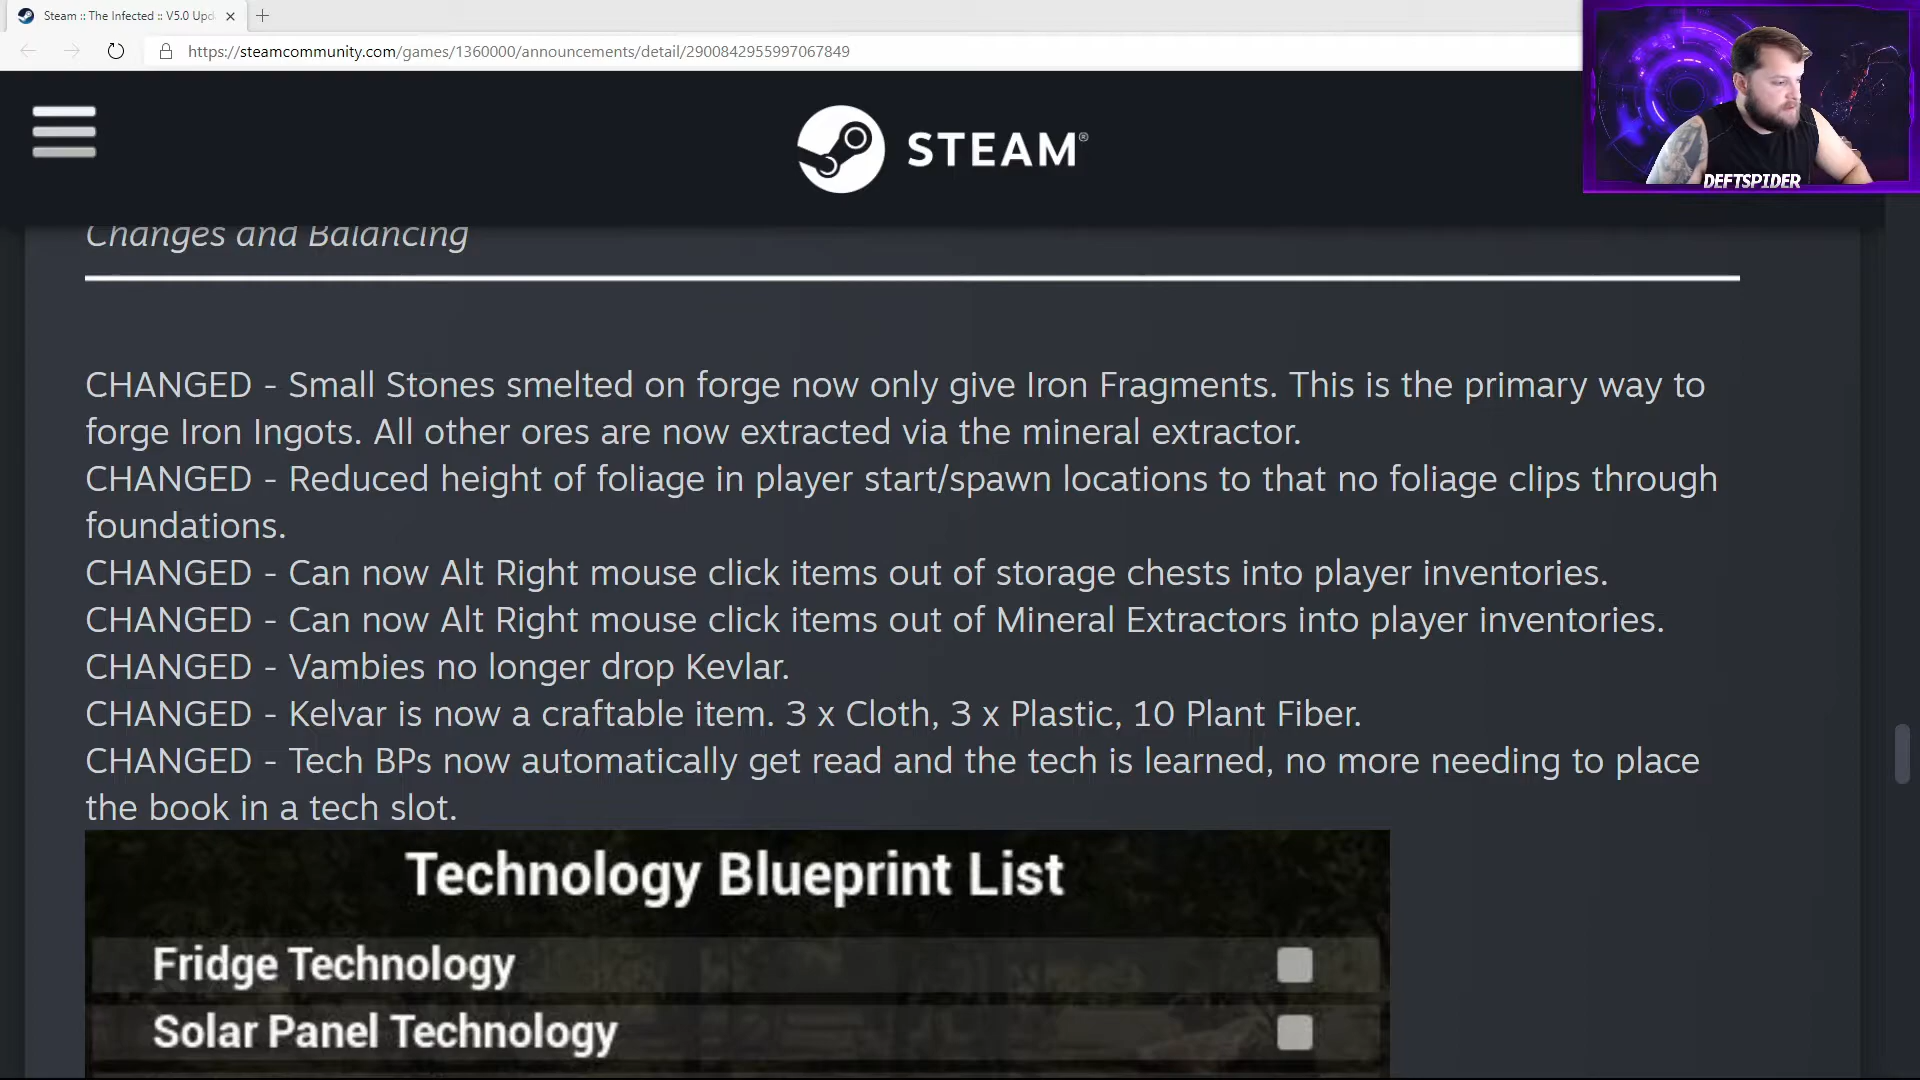 Steam :: The Infected :: V5.0 Upd
https://steamcommunity.com/games/1360000/announcements/detail/2900842955997067849
STEAM®
DEFTSPIDER
Changes and Balancing
CHANGED - Small Stones smelted on forge now only give Iron Fragments. This is the primary way to
forge Iron Ingots. All other ores are now extracted via the mineral extractor.
CHANGED - Reduced height of foliage in player start/spawn locations to that no foliage clips through
foundations.
CHANGED - Can now Alt Right mouse click items out of storage chests into player inventories.
CHANGED - Can now Alt Right mouse click items out of Mineral Extractors into player inventories.
CHANGED - Vambies no longer drop Kevlar.
CHANGED - Kelvar is now a craftable item. 3 x Cloth, 3 x Plastic, 10 Plant Fiber.
CHANGED - Tech BPs now automatically get read and the tech is learned, no more needing to place
the book in a tech slot.
Technology Blueprint List
Fridge Technology
Solar Panel Technology